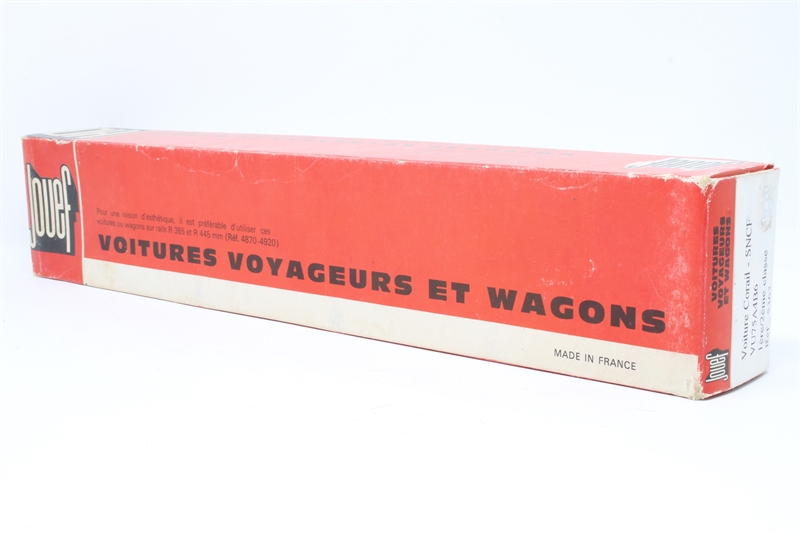 Jouef
Pour une raison d'esthétique, il est préférable d'utiliser ces
voitures ou wagons sur rails R 385 et R 445 mm (Réf. 4870-4920)
VOITURES VOYAGEURS ET WAGONS
MADE IN FRANCE
VOITURES
VOYAGEURS
ET WAGONS
Jouef
Voiture Corail - SNCF
VU75A4B6
1ère/2ème classe